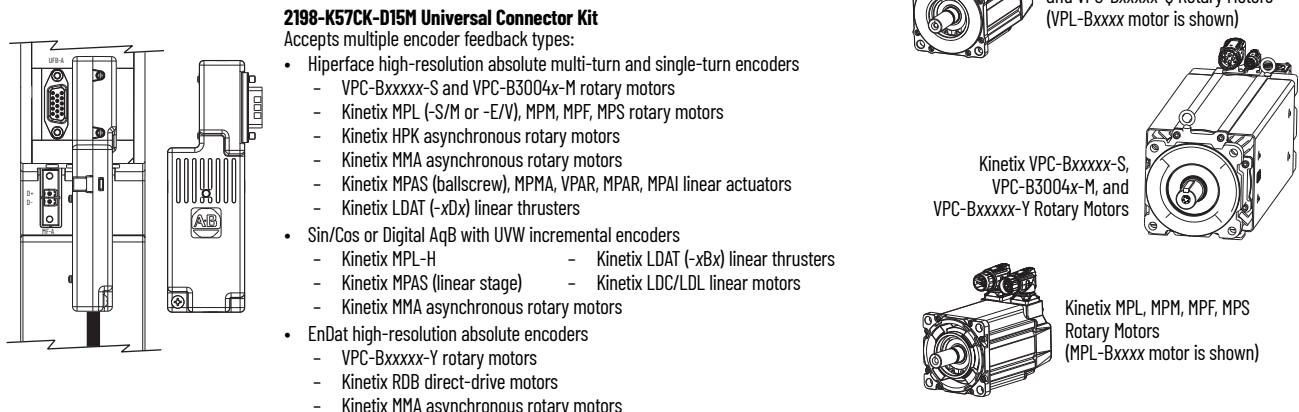 2198-K57CK-D15M Universal Connector Kit
Accepts multiple encoder feedback types:
• Hiperface high-resolution absolute multi-turn and single-turn encoders
– VPC-Bxxxxx-S and VPC-B3004x-M rotary motors
– Kinetix MPL (-S/M or -E/V), MPM, MPF, MPS rotary motors
– Kinetix HPK asynchronous rotary motors
– Kinetix MMA asynchronous rotary motors
– Kinetix MPAS (ballscrew), MPMA, VPAR, MPAR, MPAI linear actuators
– Kinetix LDAT (-xDx) linear thrusters
• Sin/Cos or Digital AqB with UVW incremental encoders
– Kinetix MPL-H – Kinetix LDAT (-xBx) linear thrusters
– Kinetix MPAS (linear stage) – Kinetix LDC/LDL linear motors
– Kinetix MMA asynchronous rotary motors
• EnDat high-resolution absolute encoders
– VPC-Bxxxxx-Y rotary motors
– Kinetix RDB direct-drive motors
– Kinetix MMA asynchronous rotary motors
UFB-A
D+
D-
MF-A
A-B
(VPL-Bxxxx motor is shown)
Kinetix VPC-Bxxxxx-S,
VPC-B3004x-M, and
VPC-Bxxxxx-Y Rotary Motors
Kinetix MPL, MPM, MPF, MPS
Rotary Motors
(MPL-Bxxxx motor is shown)